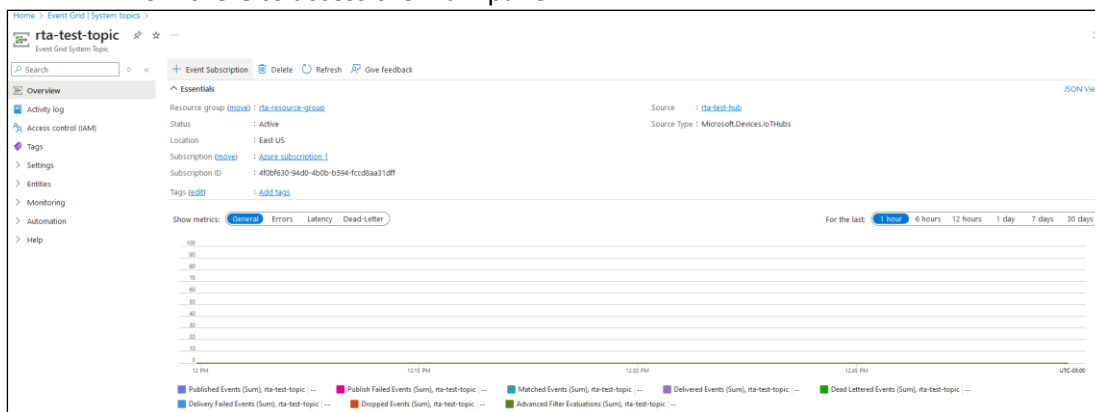 Home > Event Grid | System topics >
rta-test-topic
Event Grid System Topic
Search
+ Event Subscription Delete Refresh Give feedback
Overview
Activity log
Access control (IAM)
Tags
> Settings
> Entities
> Monitoring
> Automation
> Help
Essentials
JSON Vie
Resource group (move) : rta-resource-group
Status : Active
Location : East US
Subscription (move) : Azure subscription 1
Subscription ID : 4f0bf630-94d0-4b0b-b594-fccd8aa31dff
Tags (edit) : Add tags
Source : rta-test-hub
Source Type : Microsoft.Devices.IoTHubs
Show metrics: General Errors Latency Dead-Letter
For the last: 1 hour 6 hours 12 hours 1 day 7 days 30 days
100
90
80
70
60
50
40
30
20
10
0
12 PM 12:15 PM 12:30 PM 12:45 PM UTC-05:00
Published Events (Sum), rta-test-topic | -- Publish Failed Events (Sum), rta-test-topic | -- Matched Events (Sum), rta-test-topic | -- Delivered Events (Sum), rta-test-topic | -- Dead Lettered Events (Sum), rta-test-topic | --
Delivery Failed Events (Sum), rta-test-topic | -- Dropped Events (Sum), rta-test-topic | -- Advanced Filter Evaluations (Sum), rta-test-topic | --